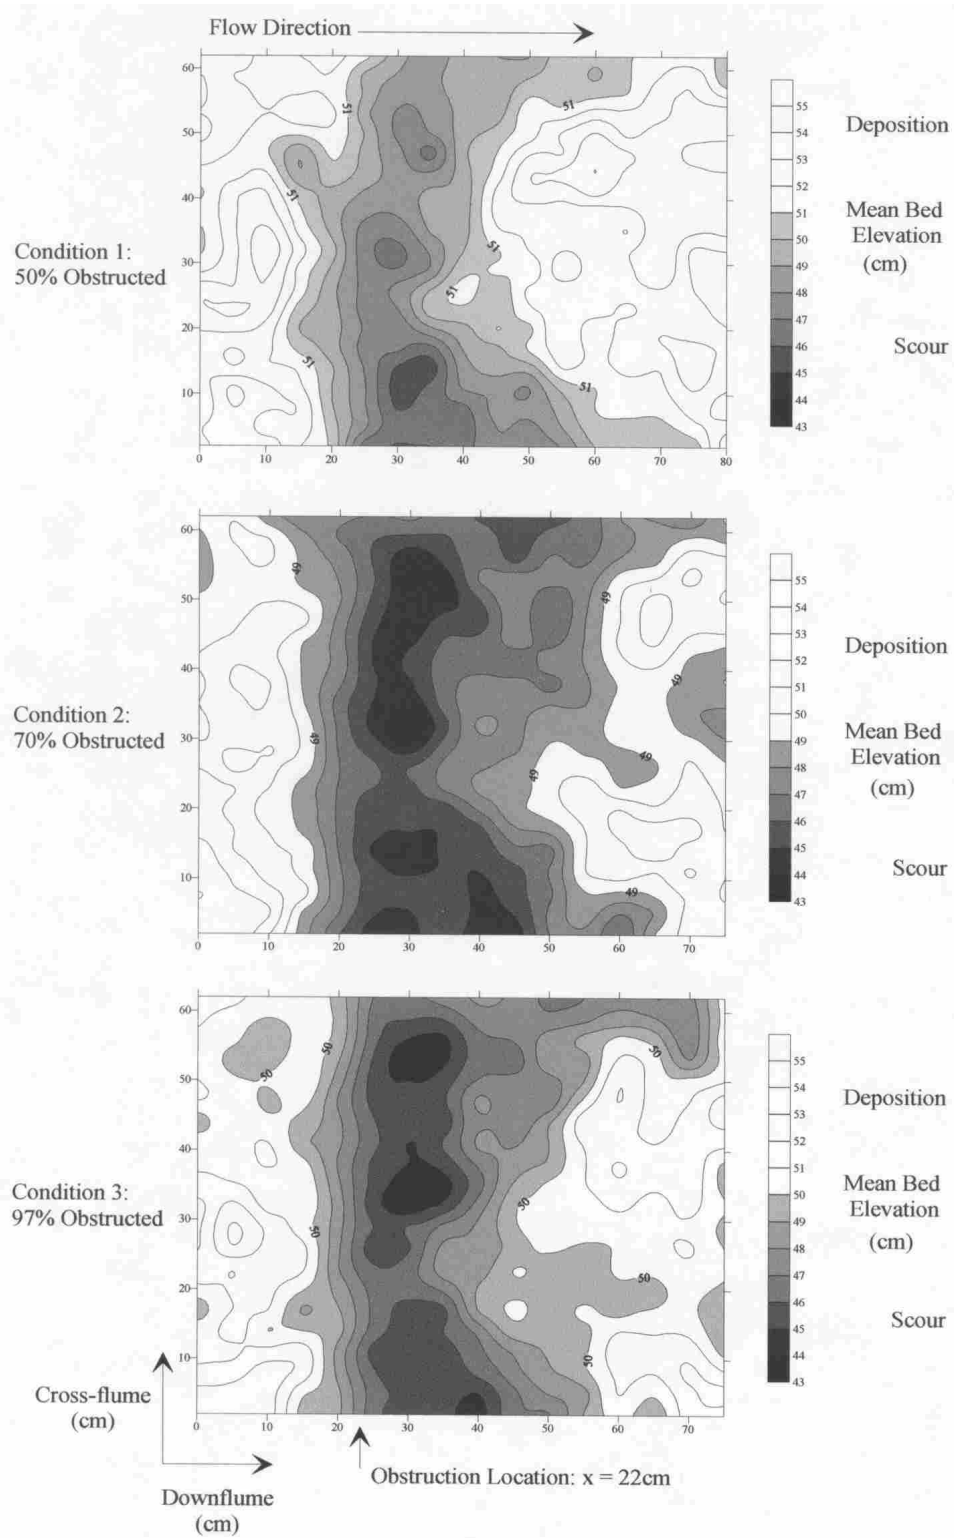 Flow Direction
60
50
40
30
20
10
0 10 20 30 40 50 60 70 80
51
51
51
51
51
51
51
Condition 1:
50% Obstructed
55
54
53
52
51
50
49
48
47
46
45
44
43
Deposition
Mean Bed
Elevation
(cm)
Scour
60
50
40
30
20
10
0 10 20 30 40 50 60 70
49
49
49
49
49
49
49
Condition 2:
70% Obstructed
55
54
53
52
51
50
49
48
47
46
45
44
43
Deposition
Mean Bed
Elevation
(cm)
Scour
60
50
40
30
20
10
0 10 20 30 40 50 60 70
50
50
50
50
50
50
50
Condition 3:
97% Obstructed
55
54
53
52
51
50
49
48
47
46
45
44
43
Deposition
Mean Bed
Elevation
(cm)
Scour
Cross-flume
(cm)
Downflume
(cm)
Obstruction Location: x = 22cm